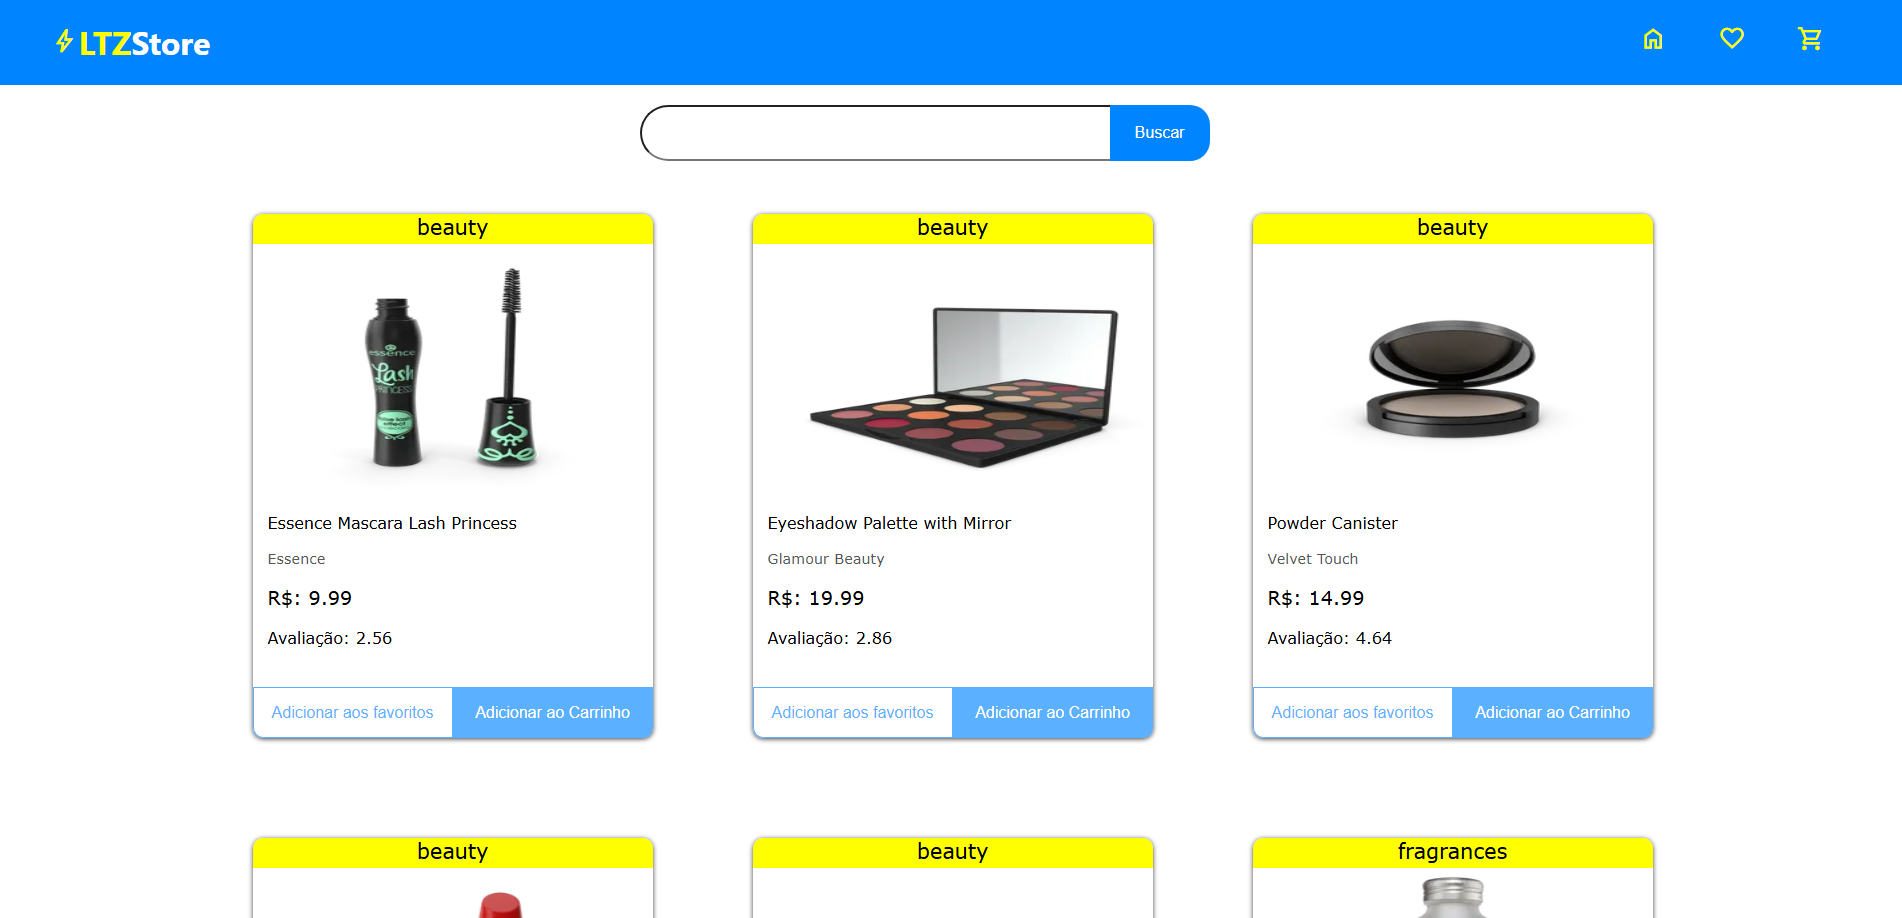 LTZStore
Buscar
beauty
beauty
beauty
essence
Lash
PRINCESS
Essence Mascara Lash Princess
Eyeshadow Palette with Mirror
Powder Canister
Essence
Glamour Beauty
Velvet Touch
R$: 9.99
R$: 19.99
R$: 14.99
Avaliação: 2.56
Avaliação: 2.86
Avaliação: 4.64
Adicionar aos favoritos
Adicionar ao Carrinho
Adicionar aos favoritos
Adicionar ao Carrinho
Adicionar aos favoritos
Adicionar ao Carrinho
beauty
beauty
fragrances